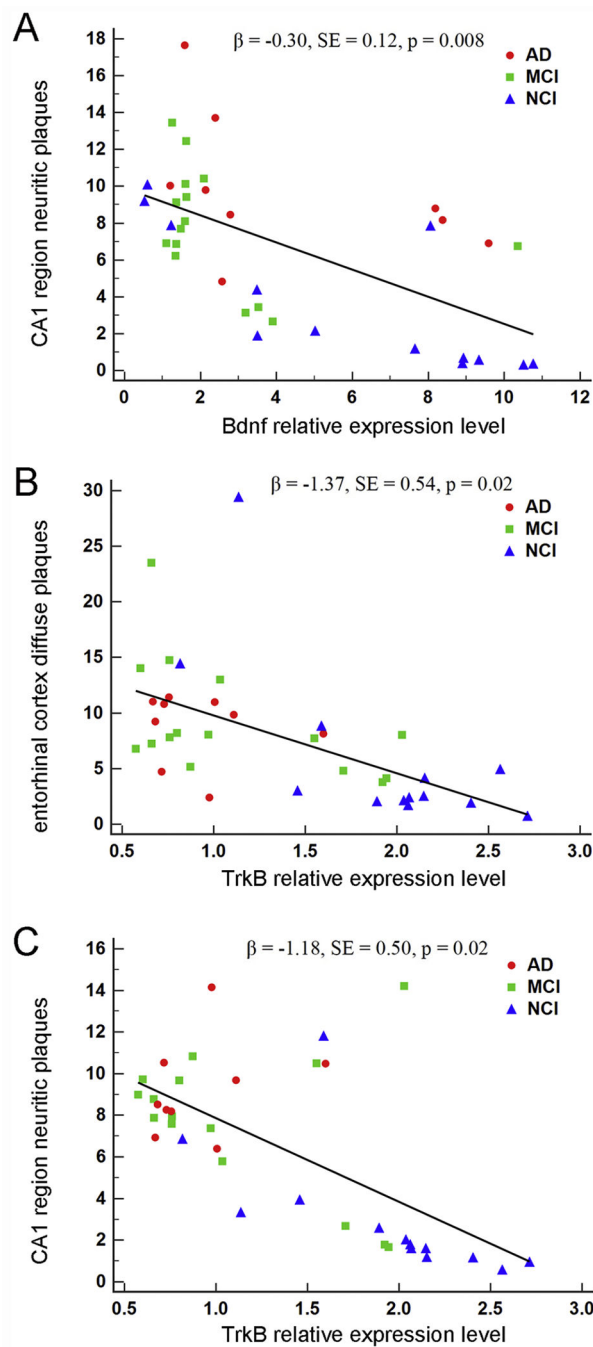 A
β = -0.30, SE = 0.12, p = 0.008
AD
MCI
NCI
18
16
14
12
10
8
6
4
2
0
CA1 region neuritic plaques
0 2 4 6 8 10 12
Bdnf relative expression level
B
β = -1.37, SE = 0.54, p = 0.02
AD
MCI
NCI
30
25
20
15
10
5
0
entorhinal cortex diffuse plaques
0.5 1.0 1.5 2.0 2.5 3.0
TrkB relative expression level
C
β = -1.18, SE = 0.50, p = 0.02
AD
MCI
NCI
16
14
12
10
8
6
4
2
0
CA1 region neuritic plaques
0.5 1.0 1.5 2.0 2.5 3.0
TrkB relative expression level